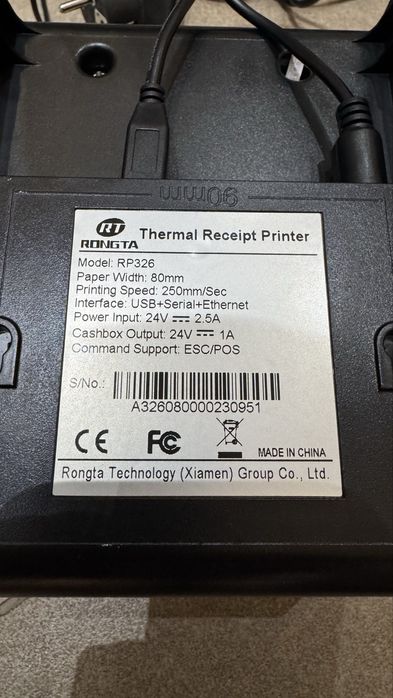 90mm
RT
RONGTA
Thermal Receipt Printer
Model: RP326
Paper Width: 80mm
Printing Speed: 250mm/Sec
Interface: USB+Serial+Ethernet
Power Input: 24V ⎓ 2.5A
Cashbox Output: 24V ⎓ 1A
Command Support: ESC/POS
S/No.:
A326080000230951
CE FC MADE IN CHINA
Rongta Technology (Xiamen) Group Co., Ltd.